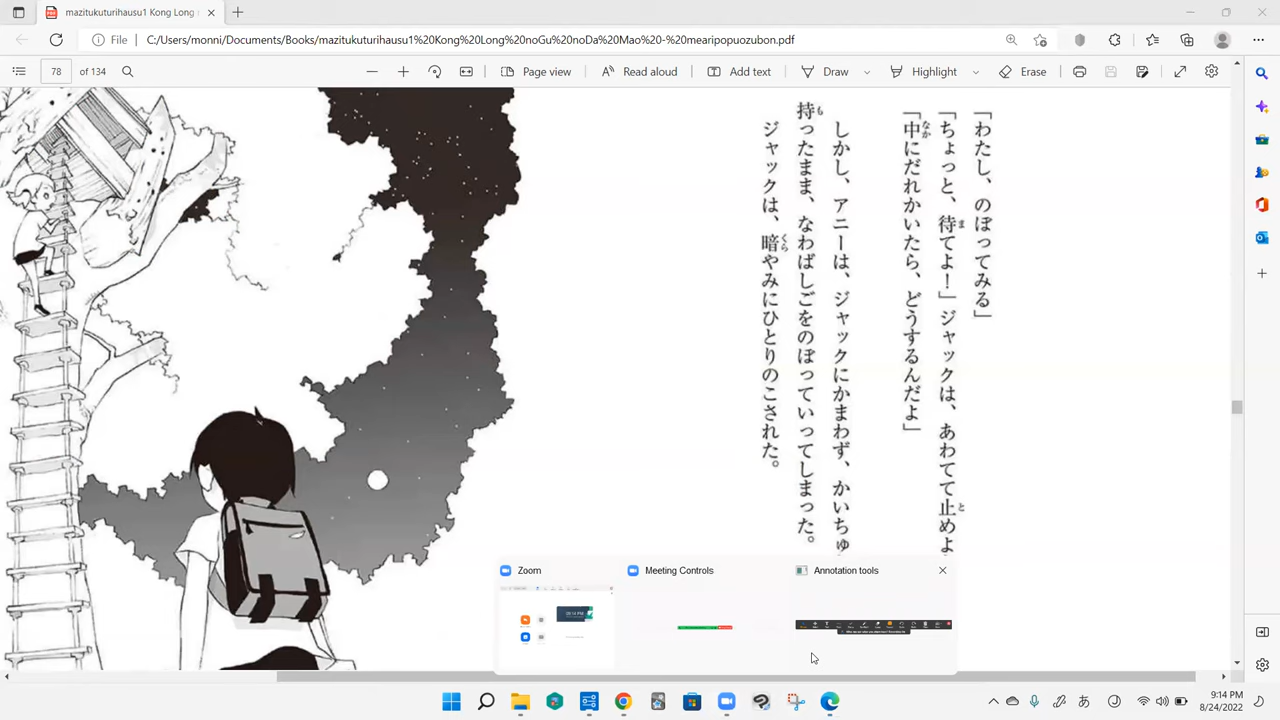 mazitukuturihausu1 Kong Long
File
C:/Users/monni/Documents/Books/mazitukuturihausu1%20Kong%20Long%20noGu%20noDa%20Mao%20-%20mearipopuozubon.pdf
78 of 134
Page view
Read aloud
Add text
Draw
Highlight
Erase
「わたし、のぼってみる」
「ちょっと、待てよ！」ジャックは、あわてて止めよ
「中にだれかいたら、どうするんだよ」
しかし、アニーは、ジャックにかまわず、かいちゅ
持ったまま、なわばしごをのぼっていってしまった。
ジャックは、暗やみにひとりのこされた。
Zoom
Meeting Controls
Annotation tools
9:14 PM
8/24/2022